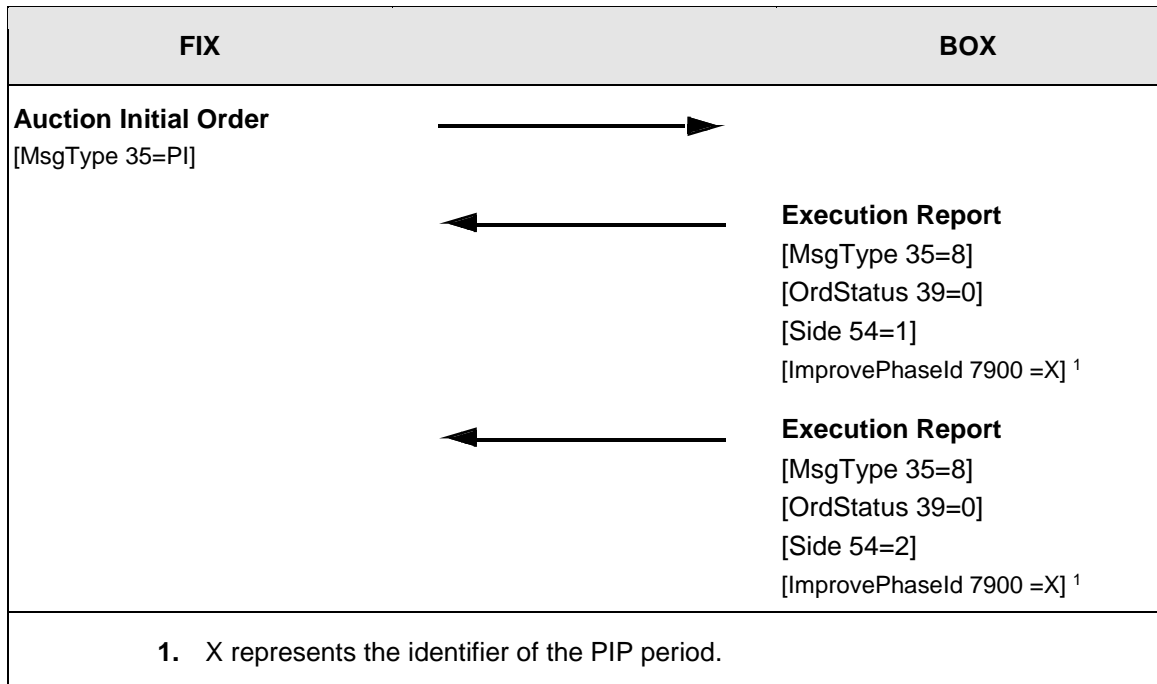 FIX BOX
Auction Initial Order
[MsgType 35=PI]
Execution Report
[MsgType 35=8]
[OrdStatus 39=0]
[Side 54=1]
[ImprovePhaseId 7900 =X] 1
Execution Report
[MsgType 35=8]
[OrdStatus 39=0]
[Side 54=2]
[ImprovePhaseId 7900 =X] 1
1. X represents the identifier of the PIP period.